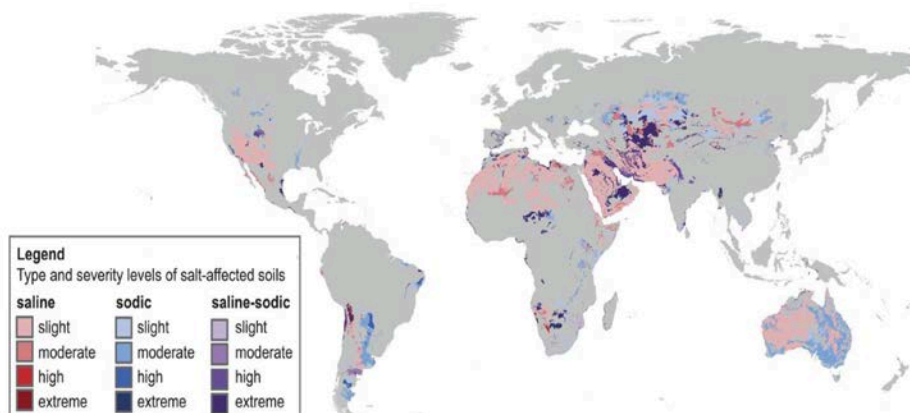 Legend
Type and severity levels of salt-affected soils
saline sodic saline-sodic
slight slight slight
moderate moderate moderate
high high high
extreme extreme extreme